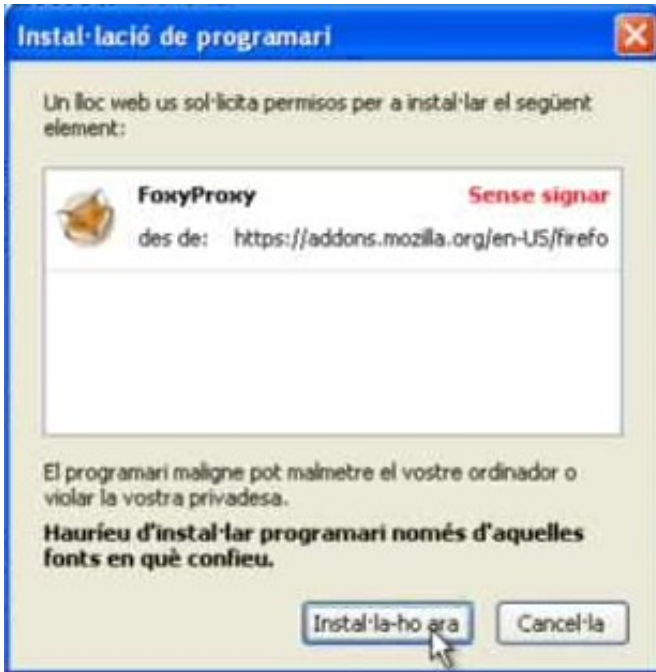 Instal·lació de programari
Un lloc web us sol·licita permisos per a instal·lar el següent
element:
FoxyProxy Sense signar
des de: https://addons.mozilla.org/en-US/firefo
El programari maligne pot malmetre el vostre ordinador o
violar la vostra privadesa.
Hauríeu d'instal·lar programari només d'aquelles
fonts en què confieu.
Instal·la-ho ara Cancel·la